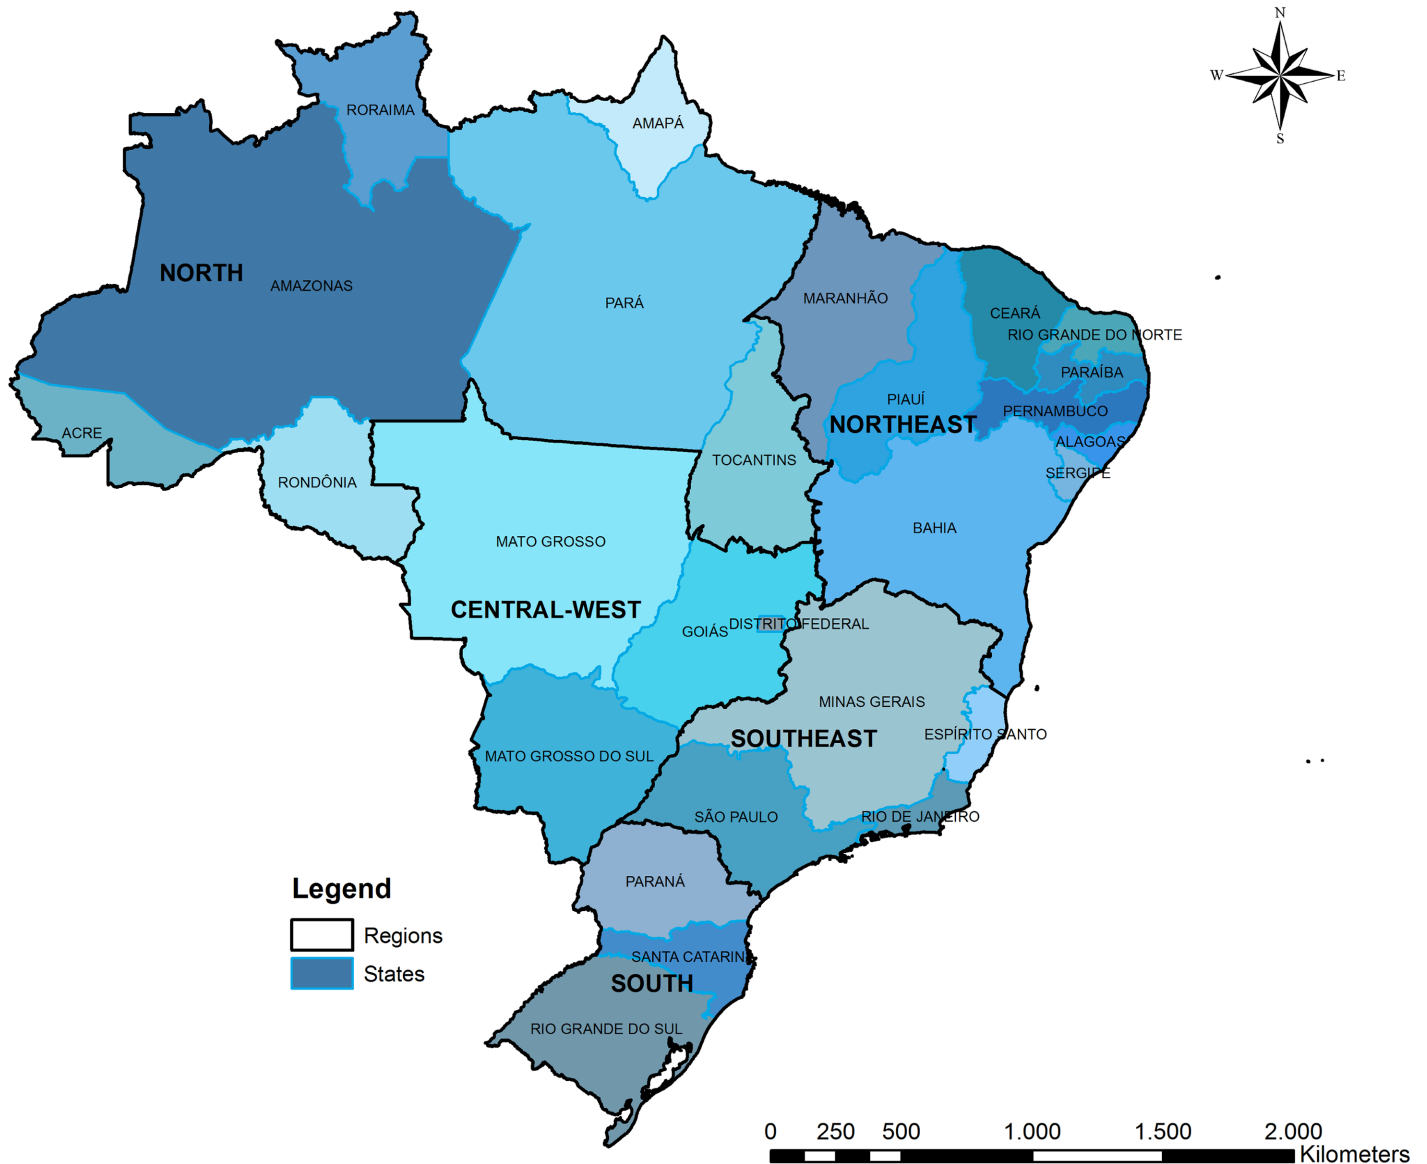 N
W E
S
RORAIMA
AMAPÁ
NORTH
AMAZONAS
PARÁ
MARANHÃO
CEARÁ
RIO GRANDE DO NORTE
PARAÍBA
PIAUÍ
PERNAMBUCO
NORTHEAST
ACRE
ALAGOAS
TOCANTINS
SERGIPE
RONDÔNIA
BAHIA
MATO GROSSO
CENTRAL-WEST
GOIÁS
DISTRITO FEDERAL
MINAS GERAIS
ESPÍRITO SANTO
SOUTHEAST
MATO GROSSO DO SUL
SÃO PAULO
RIO DE JANEIRO
PARANÁ
Legend
Regions
States
SANTA CATARIN
SOUTH
RIO GRANDE DO SUL
0 250 500 1.000 1.500 2.000
Kilometers